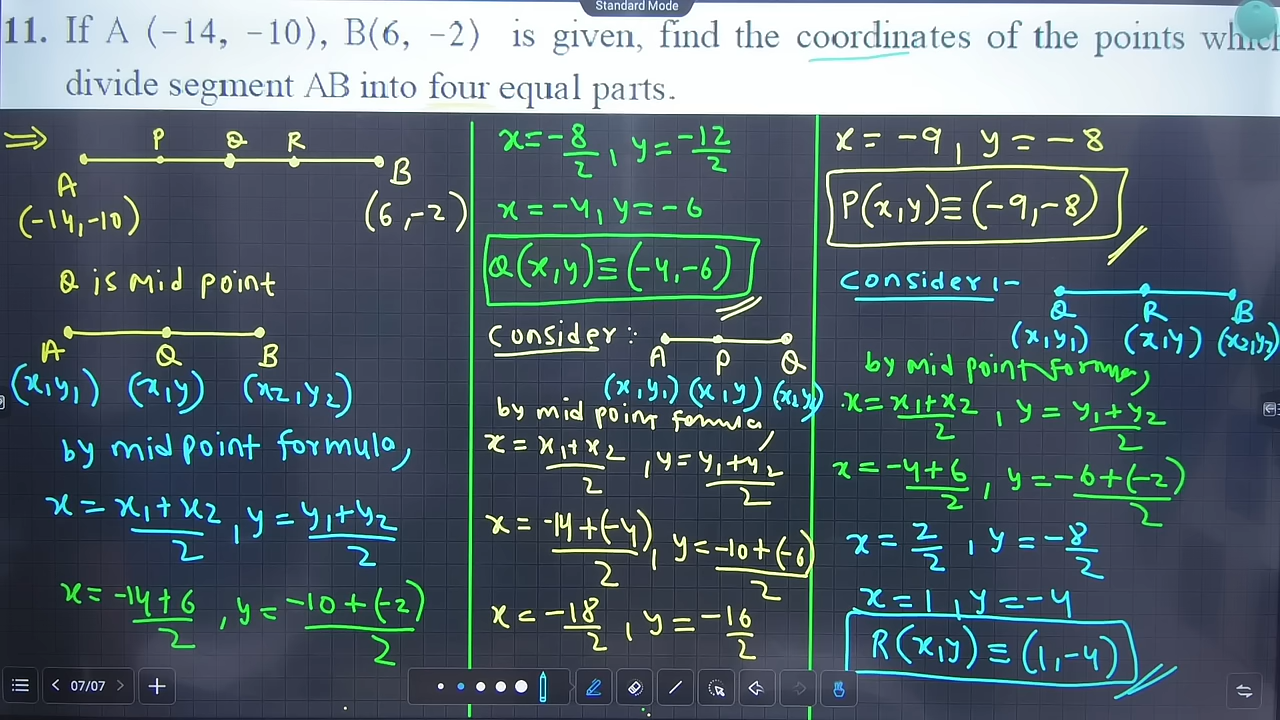 Standard Mode
11. If A (-14, -10), B(6, -2) is given, find the coordinates of the points which
divide segment AB into four equal parts.
⇒ P Q R
A B
(-14,-10) (6,-2)
Q is Mid point
A Q B
(x,y₁) (x,y) (x2,y₂)
by mid point formula,
x = x₁+x2/2 , y = y₁+y₂/2
x = -14+6/2 , y = -10+(-2)/2
x = -8/2 , y = -12/2
x = -4, y = -6
Q(x,y) ≡ (-4,-6)
Consider :
A P Q
(x,y₁) (x,y) (x₂y₂)
by mid point formula,
x = x₁+x₂/2 , y = y₁+y₂/2
x = -14+(-4)/2 , y = -10+(-6)/2
x = -18/2 , y = -16/2
x = -9, y = -8
P(x,y) ≡ (-9,-8)
Consider :-
Q R B
(x,y₁) (x,y) (x₂,y₂)
by mid point formula,
x = x₁+x2/2 , y = y₁+y₂/2
x = -4+6/2 , y = -6+(-2)/2
x = 2/2 , y = -8/2
x = 1, y = -4
R(x,y) ≡ (1,-4)
07/07